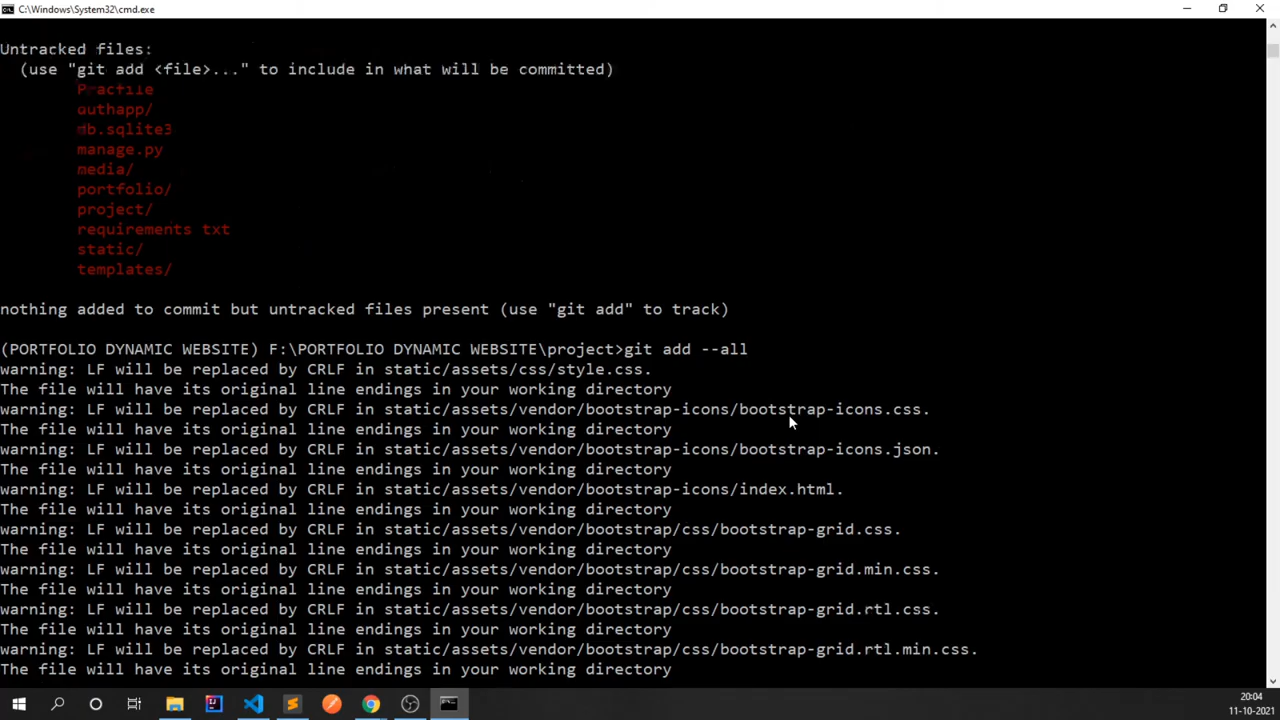 C:\Windows\System32\cmd.exe
Untracked files:
(use "git add <file>..." to include in what will be committed)
Pracfile
authapp/
db.sqlite3
manage.py
media/
portfolio/
project/
requirements txt
static/
templates/
nothing added to commit but untracked files present (use "git add" to track)
(PORTFOLIO DYNAMIC WEBSITE) F:\PORTFOLIO DYNAMIC WEBSITE\project>git add --all
warning: LF will be replaced by CRLF in static/assets/css/style.css.
The file will have its original line endings in your working directory
warning: LF will be replaced by CRLF in static/assets/vendor/bootstrap-icons/bootstrap-icons.css.
The file will have its original line endings in your working directory
warning: LF will be replaced by CRLF in static/assets/vendor/bootstrap-icons/bootstrap-icons.json.
The file will have its original line endings in your working directory
warning: LF will be replaced by CRLF in static/assets/vendor/bootstrap-icons/index.html.
The file will have its original line endings in your working directory
warning: LF will be replaced by CRLF in static/assets/vendor/bootstrap/css/bootstrap-grid.css.
The file will have its original line endings in your working directory
warning: LF will be replaced by CRLF in static/assets/vendor/bootstrap/css/bootstrap-grid.min.css.
The file will have its original line endings in your working directory
warning: LF will be replaced by CRLF in static/assets/vendor/bootstrap/css/bootstrap-grid.rtl.css.
The file will have its original line endings in your working directory
warning: LF will be replaced by CRLF in static/assets/vendor/bootstrap/css/bootstrap-grid.rtl.min.css.
The file will have its original line endings in your working directory
20:04
11-10-2021